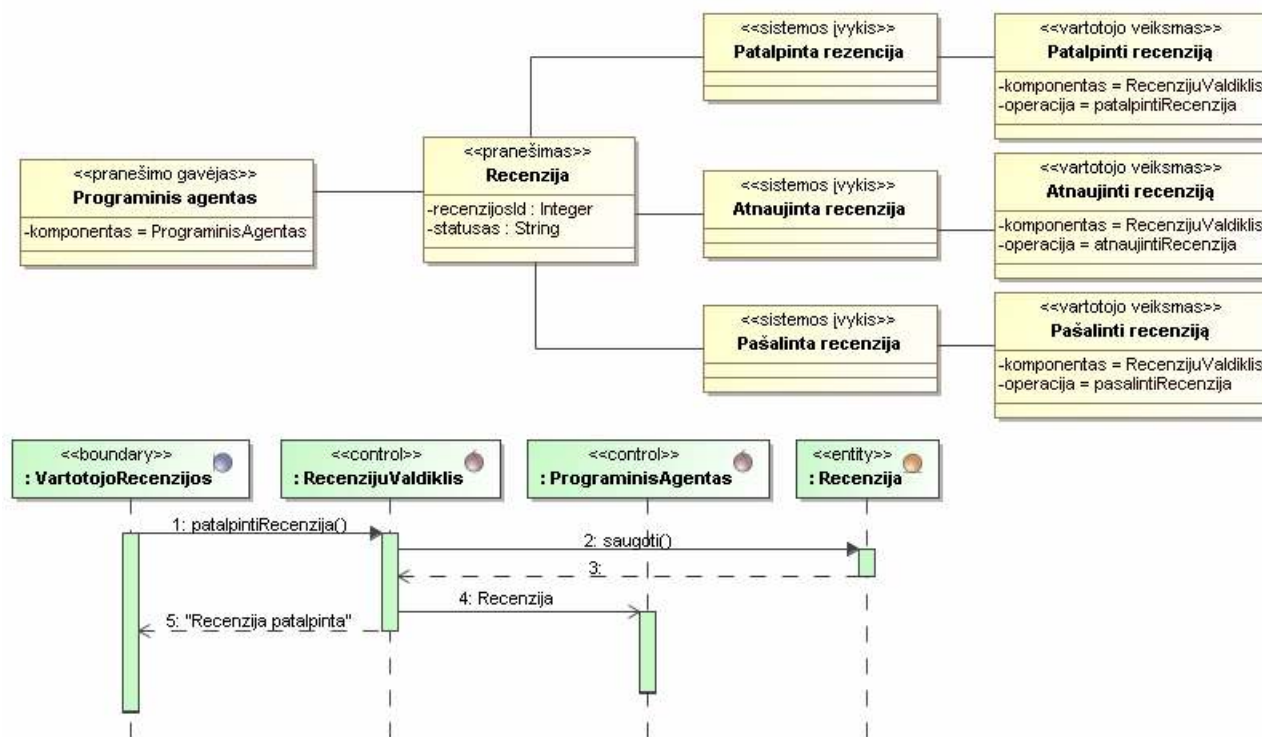 <<sistemos įvykis>>
Patalpinta rezencija
<<vartotojo veiksmas>>
Patalpinti recenziją
-komponentas = RecenzijuValdiklis
-operacija = patalpintiRecenzija
<<pranešimo gavėjas>>
Programinis agentas
-komponentas = PrograminisAgentas
<<pranešimas>>
Recenzija
-recenzijosId : Integer
-statusas : String
<<sistemos įvykis>>
Atnaujinta recenzija
<<vartotojo veiksmas>>
Atnaujinti recenziją
-komponentas = RecenzijuValdiklis
-operacija = atnaujintiRecenzija
<<sistemos įvykis>>
Pašalinta recenzija
<<vartotojo veiksmas>>
Pašalinti recenziją
-komponentas = RecenzijuValdiklis
-operacija = pasalintiRecenzija
<<boundary>>
: VartotojoRecenzijos
<<control>>
: RecenzijuValdiklis
<<control>>
: PrograminisAgentas
<<entity>>
: Recenzija
1: patalpintiRecenzija()
2: saugoti()
3:
4: Recenzija
5: "Recenzija patalpinta"